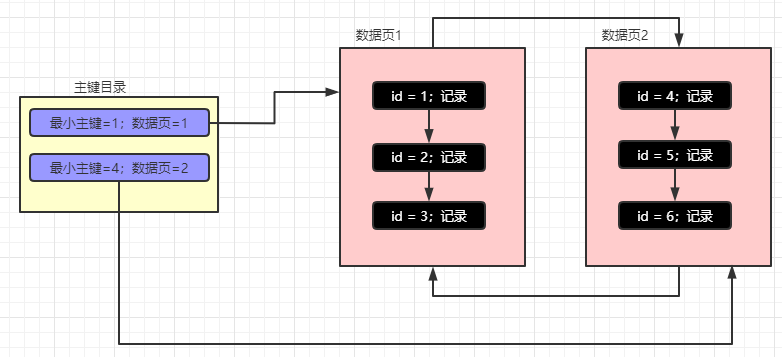 主键目录
最小主键=1；数据页=1
最小主键=4；数据页=2
数据页1
id = 1；记录
id = 2；记录
id = 3；记录
数据页2
id = 4；记录
id = 5；记录
id = 6；记录